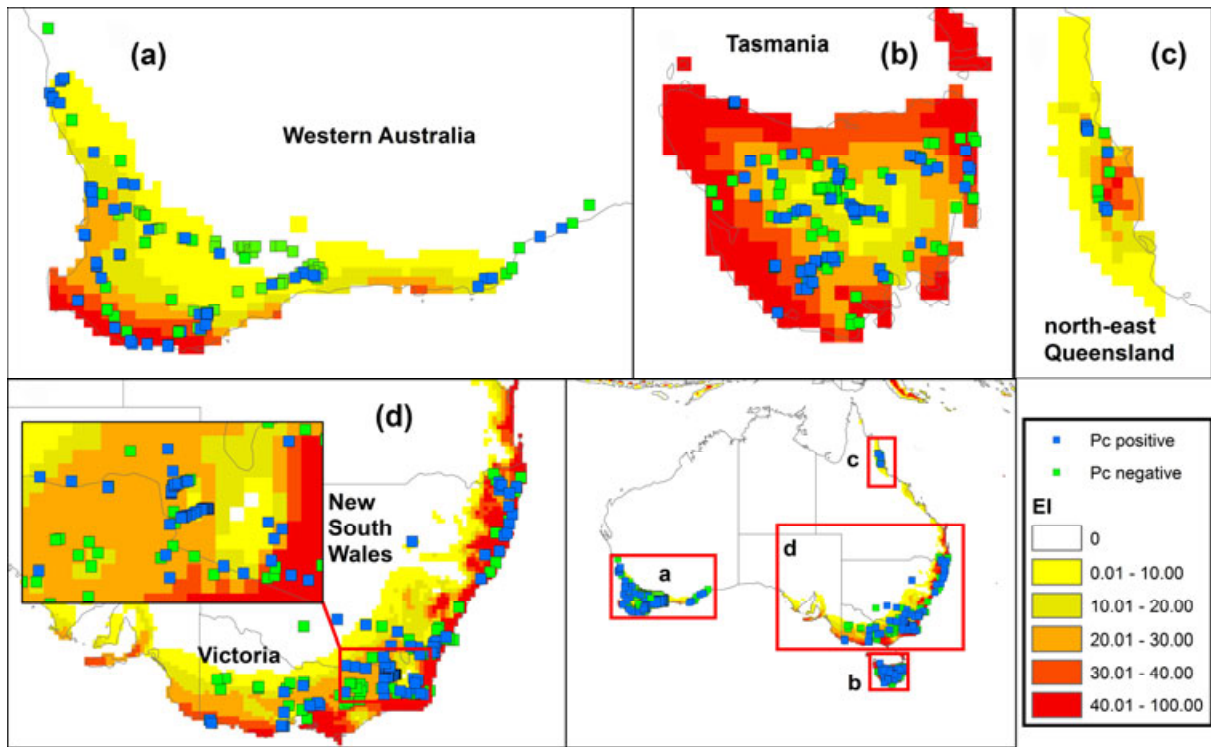 (a)
Western Australia
Tasmania
(b)
(c)
north-east
Queensland
(d)
New
South
Wales
Victoria
c
d
a
b
Pc positive
Pc negative
EI
0
0.01 - 10.00
10.01 - 20.00
20.01 - 30.00
30.01 - 40.00
40.01 - 100.00